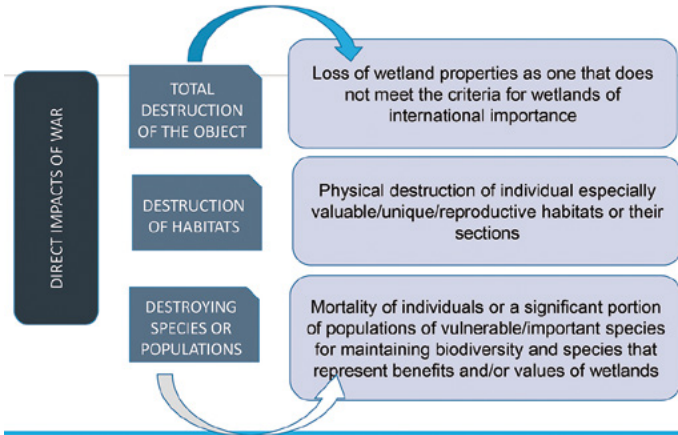 DIRECT IMPACTS OF WAR
TOTAL
DESTRUCTION
OF THE OBJECT
Loss of wetland properties as one that does
not meet the criteria for wetlands of
international importance
DESTRUCTION
OF HABITATS
Physical destruction of individual especially
valuable/unique/reproductive habitats or their
sections
DESTROYING
SPECIES OR
POPULATIONS
Mortality of individuals or a significant portion
of populations of vulnerable/important species
for maintaining biodiversity and species that
represent benefits and/or values of wetlands